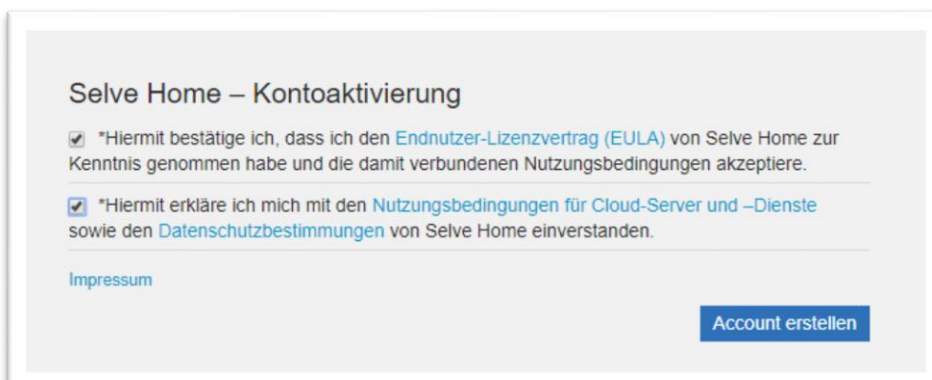 Selve Home – Kontoaktivierung
*Hiermit bestätige ich, dass ich den Endnutzer-Lizenzvertrag (EULA) von Selve Home zur
Kenntnis genommen habe und die damit verbundenen Nutzungsbedingungen akzeptiere.
*Hiermit erkläre ich mich mit den Nutzungsbedingungen für Cloud-Server und –Dienste
sowie den Datenschutzbestimmungen von Selve Home einverstanden.
Impressum
Account erstellen